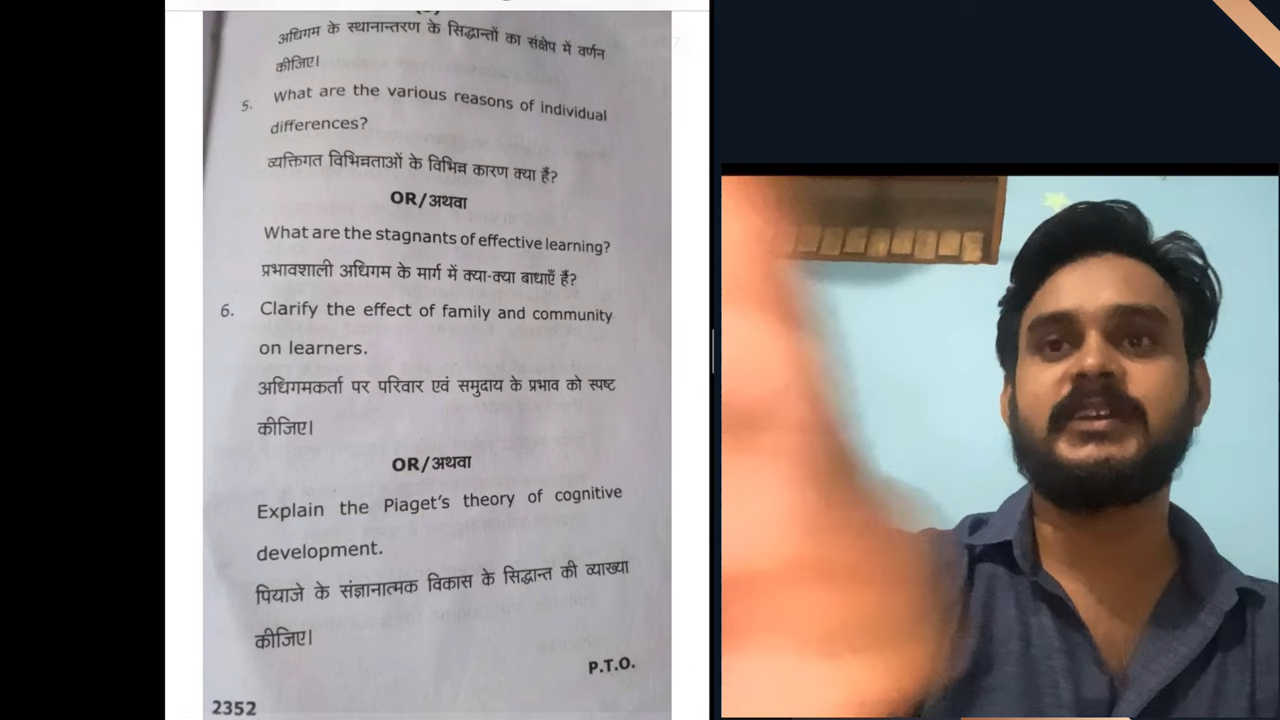 अधिगम के स्थानान्तरण के सिद्धान्तों का संक्षेप में वर्णन
कीजिए।
5. What are the various reasons of individual
differences?
व्यक्तिगत विभिन्नताओं के विभिन्न कारण क्या हैं?
OR/अथवा
What are the stagnants of effective learning?
प्रभावशाली अधिगम के मार्ग में क्या-क्या बाधाएँ हैं?
6. Clarify the effect of family and community
on learners.
अधिगमकर्ता पर परिवार एवं समुदाय के प्रभाव को स्पष्ट
कीजिए।
OR/अथवा
Explain the Piaget's theory of cognitive
development.
पियाजे के संज्ञानात्मक विकास के सिद्धान्त की व्याख्या
कीजिए।
P.T.O.
2352